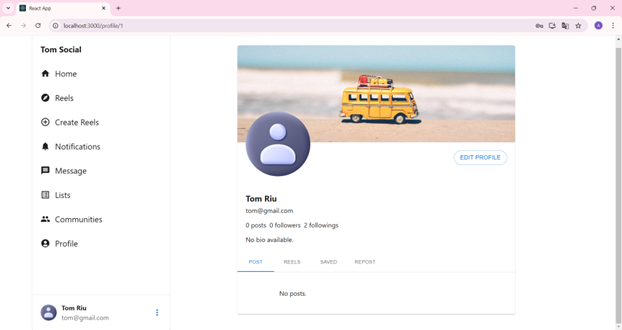 React App
localhost:3000/profile/1
Tom Social
Home
Reels
Create Reels
Notifications
Message
Lists
Communities
Profile
Tom Riu
tom@gmail.com
EDIT PROFILE
Tom Riu
tom@gmail.com
0 posts 0 followers 2 followings
No bio available.
POST REELS SAVED REPOST
No posts.